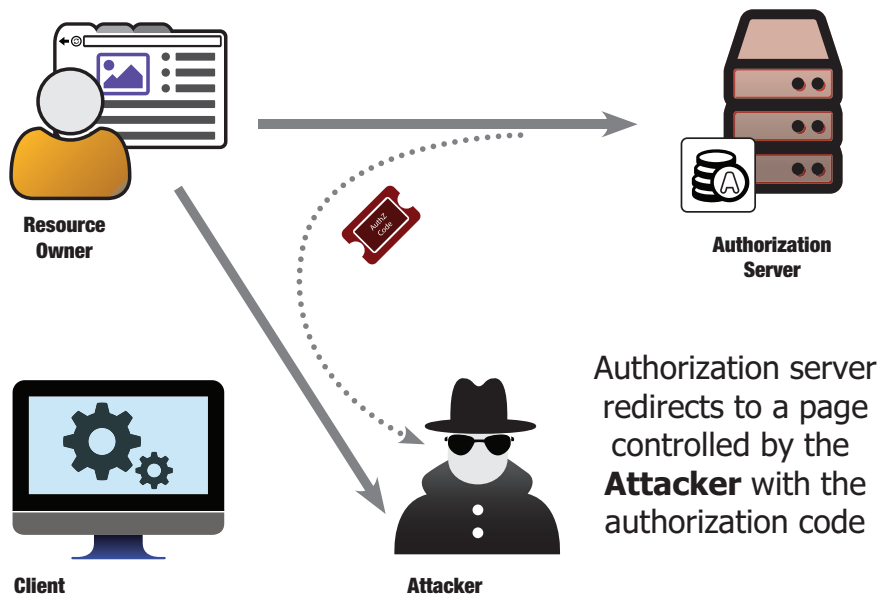 Resource
Owner
Authorization
Server
AuthZ
Code
A
Authorization server
redirects to a page
controlled by the
Attacker with the
authorization code
Client
Attacker